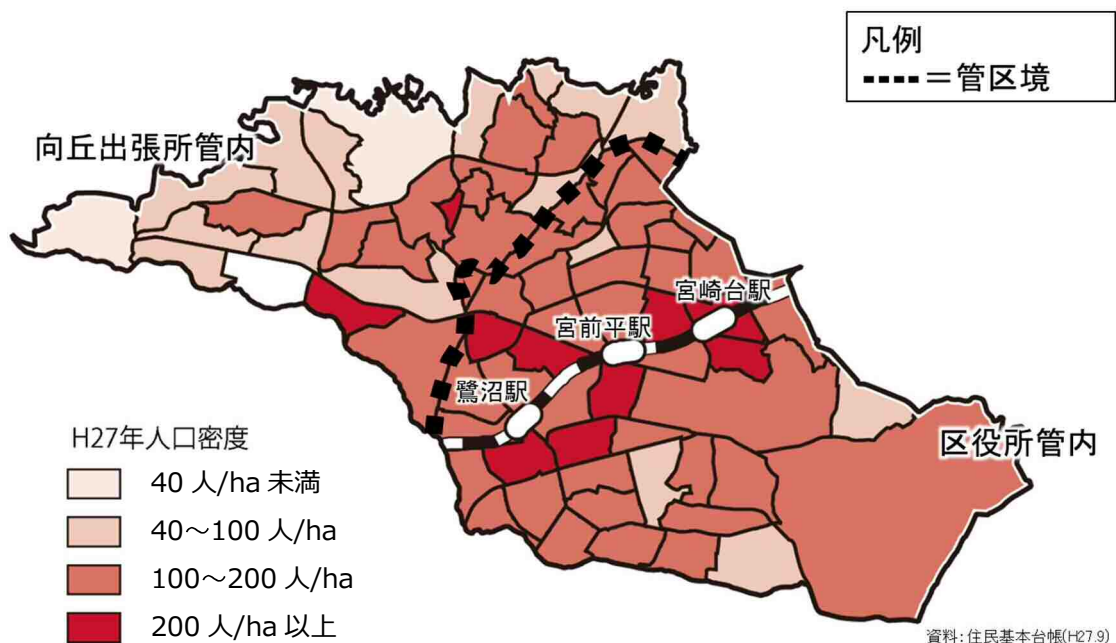 凡例
=管区境
向丘出張所管内
宮崎台駅
宮前平駅
鷺沼駅
区役所管内
H27年人口密度
40 人/ha 未満
40～100 人/ha
100～200 人/ha
200 人/ha 以上
資料:住民基本台帳(H27.9)